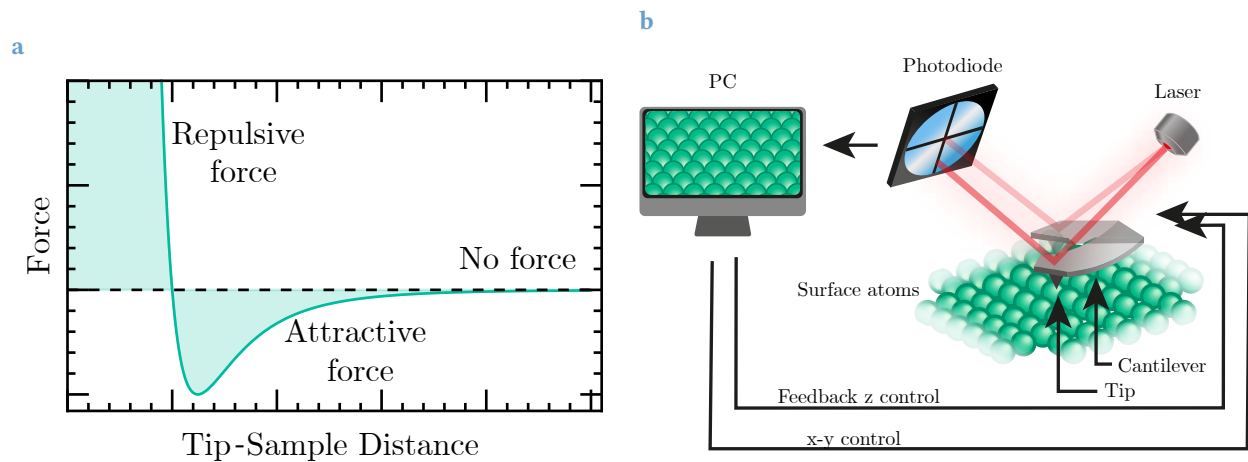 a
Repulsive
force
No force
Attractive
force
Force
Tip-Sample Distance
b
PC
Photodiode
Laser
Surface atoms
Cantilever
Tip
Feedback z control
x-y control